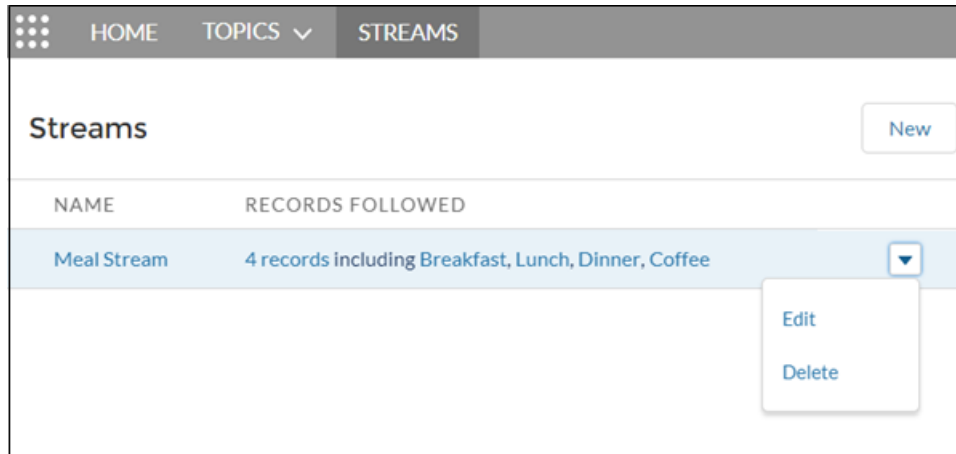 HOME TOPICS STREAMS
Streams
New
NAME RECORDS FOLLOWED
Meal Stream 4 records including Breakfast, Lunch, Dinner, Coffee
Edit
Delete